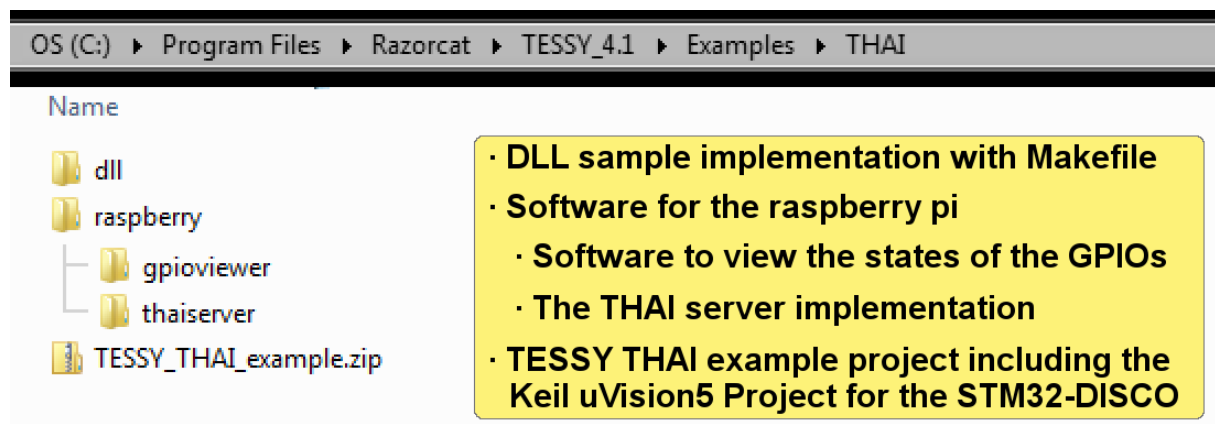 OS (C:) ▸ Program Files ▸ Razorcat ▸ TESSY_4.1 ▸ Examples ▸ THAI
Name
dll
raspberry
gpioviewer
thaiserver
TESSY_THAI_example.zip
· DLL sample implementation with Makefile
· Software for the raspberry pi
· Software to view the states of the GPIOs
· The THAI server implementation
· TESSY THAI example project including the
Keil uVision5 Project for the STM32-DISCO